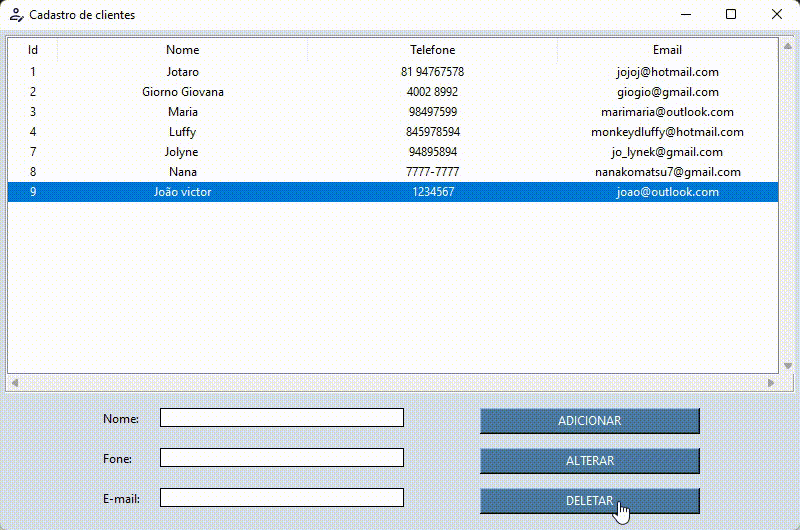 Cadastro de clientes
Id Nome Telefone Email
1 Jotaro 81 94767578 jojoj@hotmail.com
2 Giorno Giovana 4002 8992 giogio@gmail.com
3 Maria 98497599 marimaria@outlook.com
4 Luffy 845978594 monkeydluffy@hotmail.com
7 Jolyne 94895894 jo_lynek@gmail.com
8 Nana 7777-7777 nanakomatsu7@gmail.com
9 João victor 1234567 joao@outlook.com
Nome: ADICIONAR
Fone: ALTERAR
E-mail: DELETAR